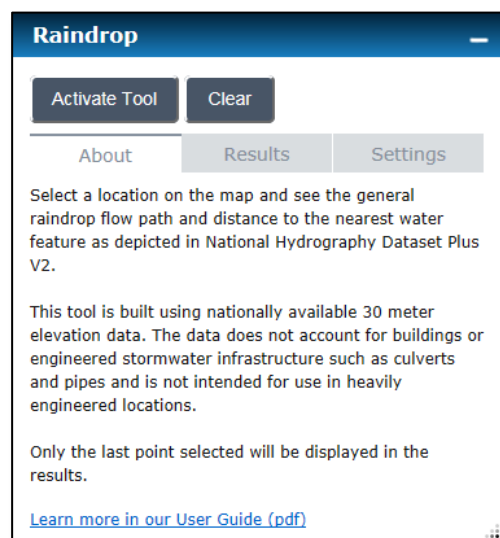 Raindrop
Activate Tool Clear
About Results Settings
Select a location on the map and see the general
raindrop flow path and distance to the nearest water
feature as depicted in National Hydrography Dataset Plus
V2.
This tool is built using nationally available 30 meter
elevation data. The data does not account for buildings or
engineered stormwater infrastructure such as culverts
and pipes and is not intended for use in heavily
engineered locations.
Only the last point selected will be displayed in the
results.
Learn more in our User Guide (pdf)